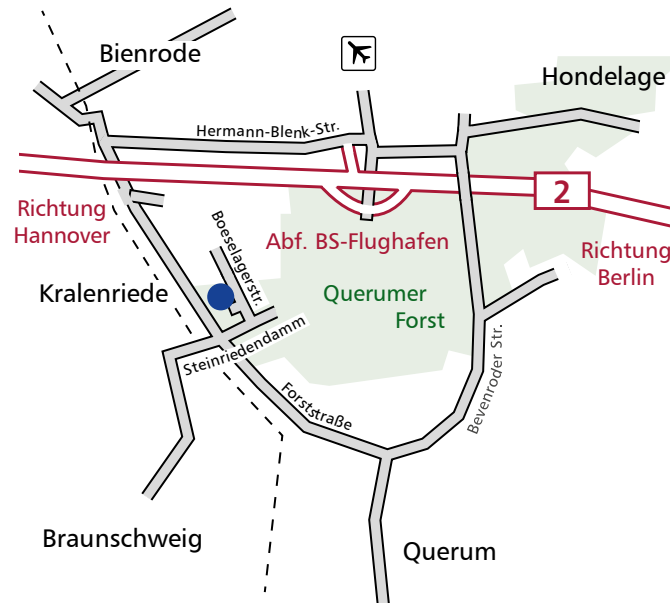 Bienrode
Hondelage
Hermann-Blenk-Str.
2
Richtung
Hannover
Boeselagerstr.
Abf. BS-Flughafen
Richtung
Berlin
Kralenriede
Querumer
Forst
Steinriedendamm
Bevenroder Str.
Forststraße
Braunschweig
Querum